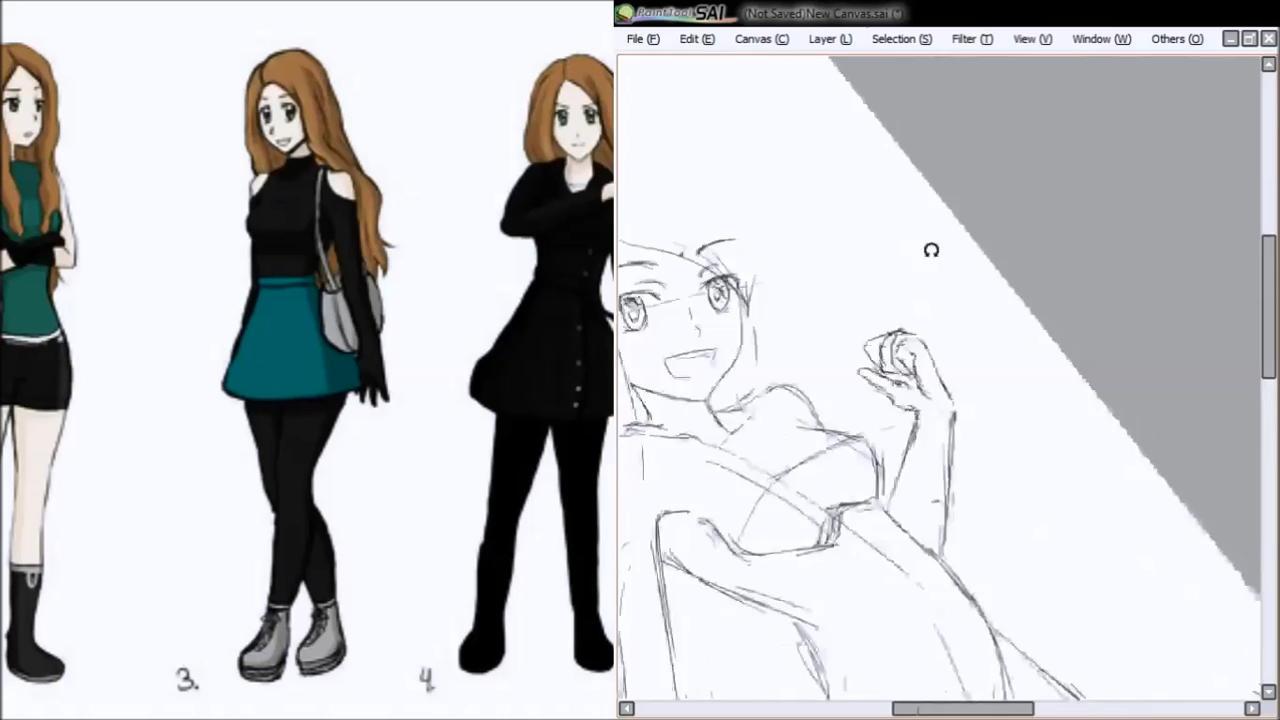 PaintTool SAI (Not Saved)New Canvas.sai (*)
File (F) Edit (E) Canvas (C) Layer (L) Selection (S) Filter (T) View (V) Window (W) Others (O)
3. 4.